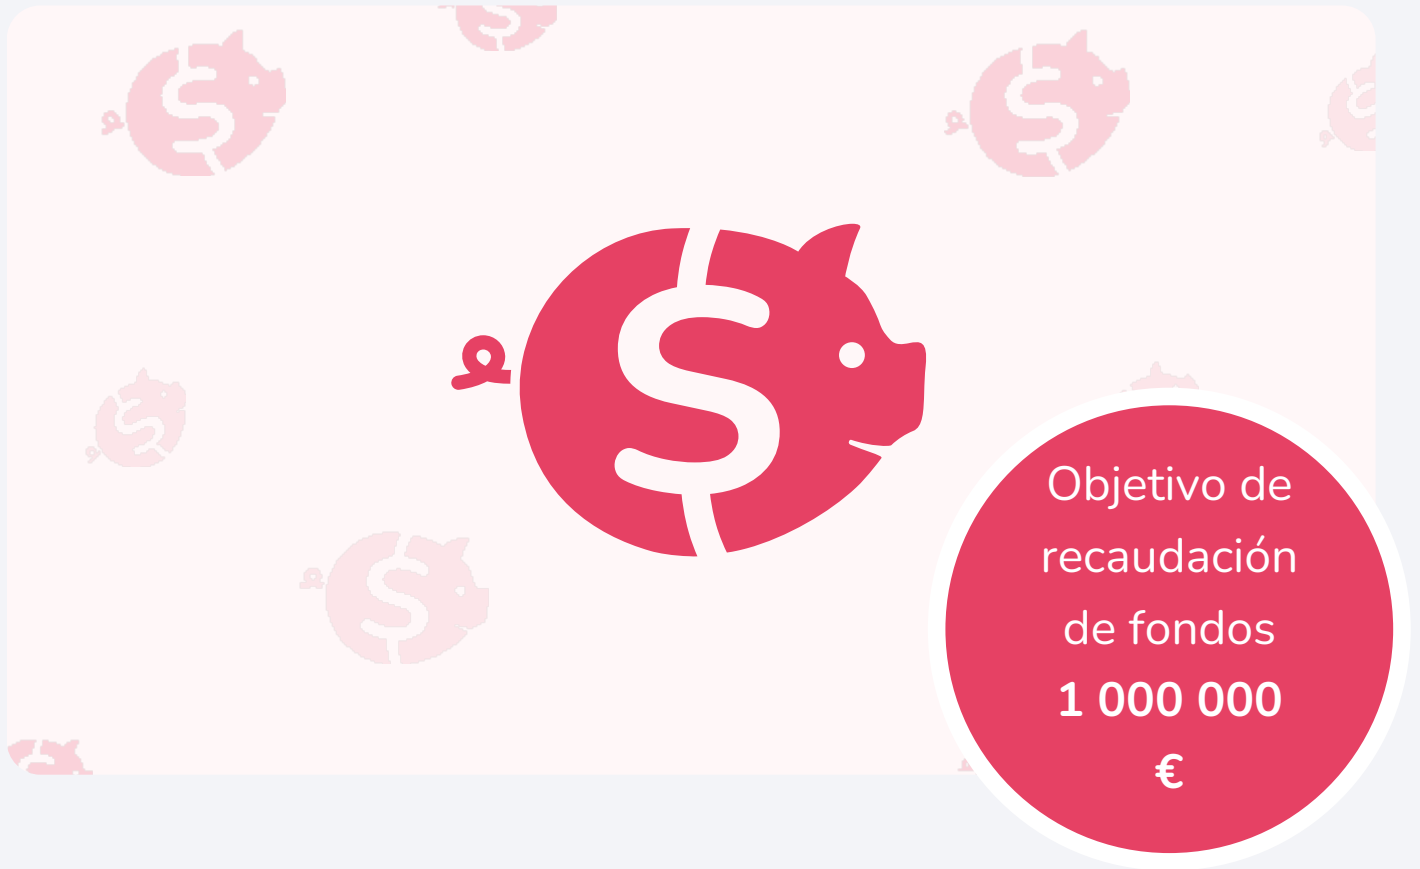 Objetivo de
recaudación
de fondos
1 000 000
€